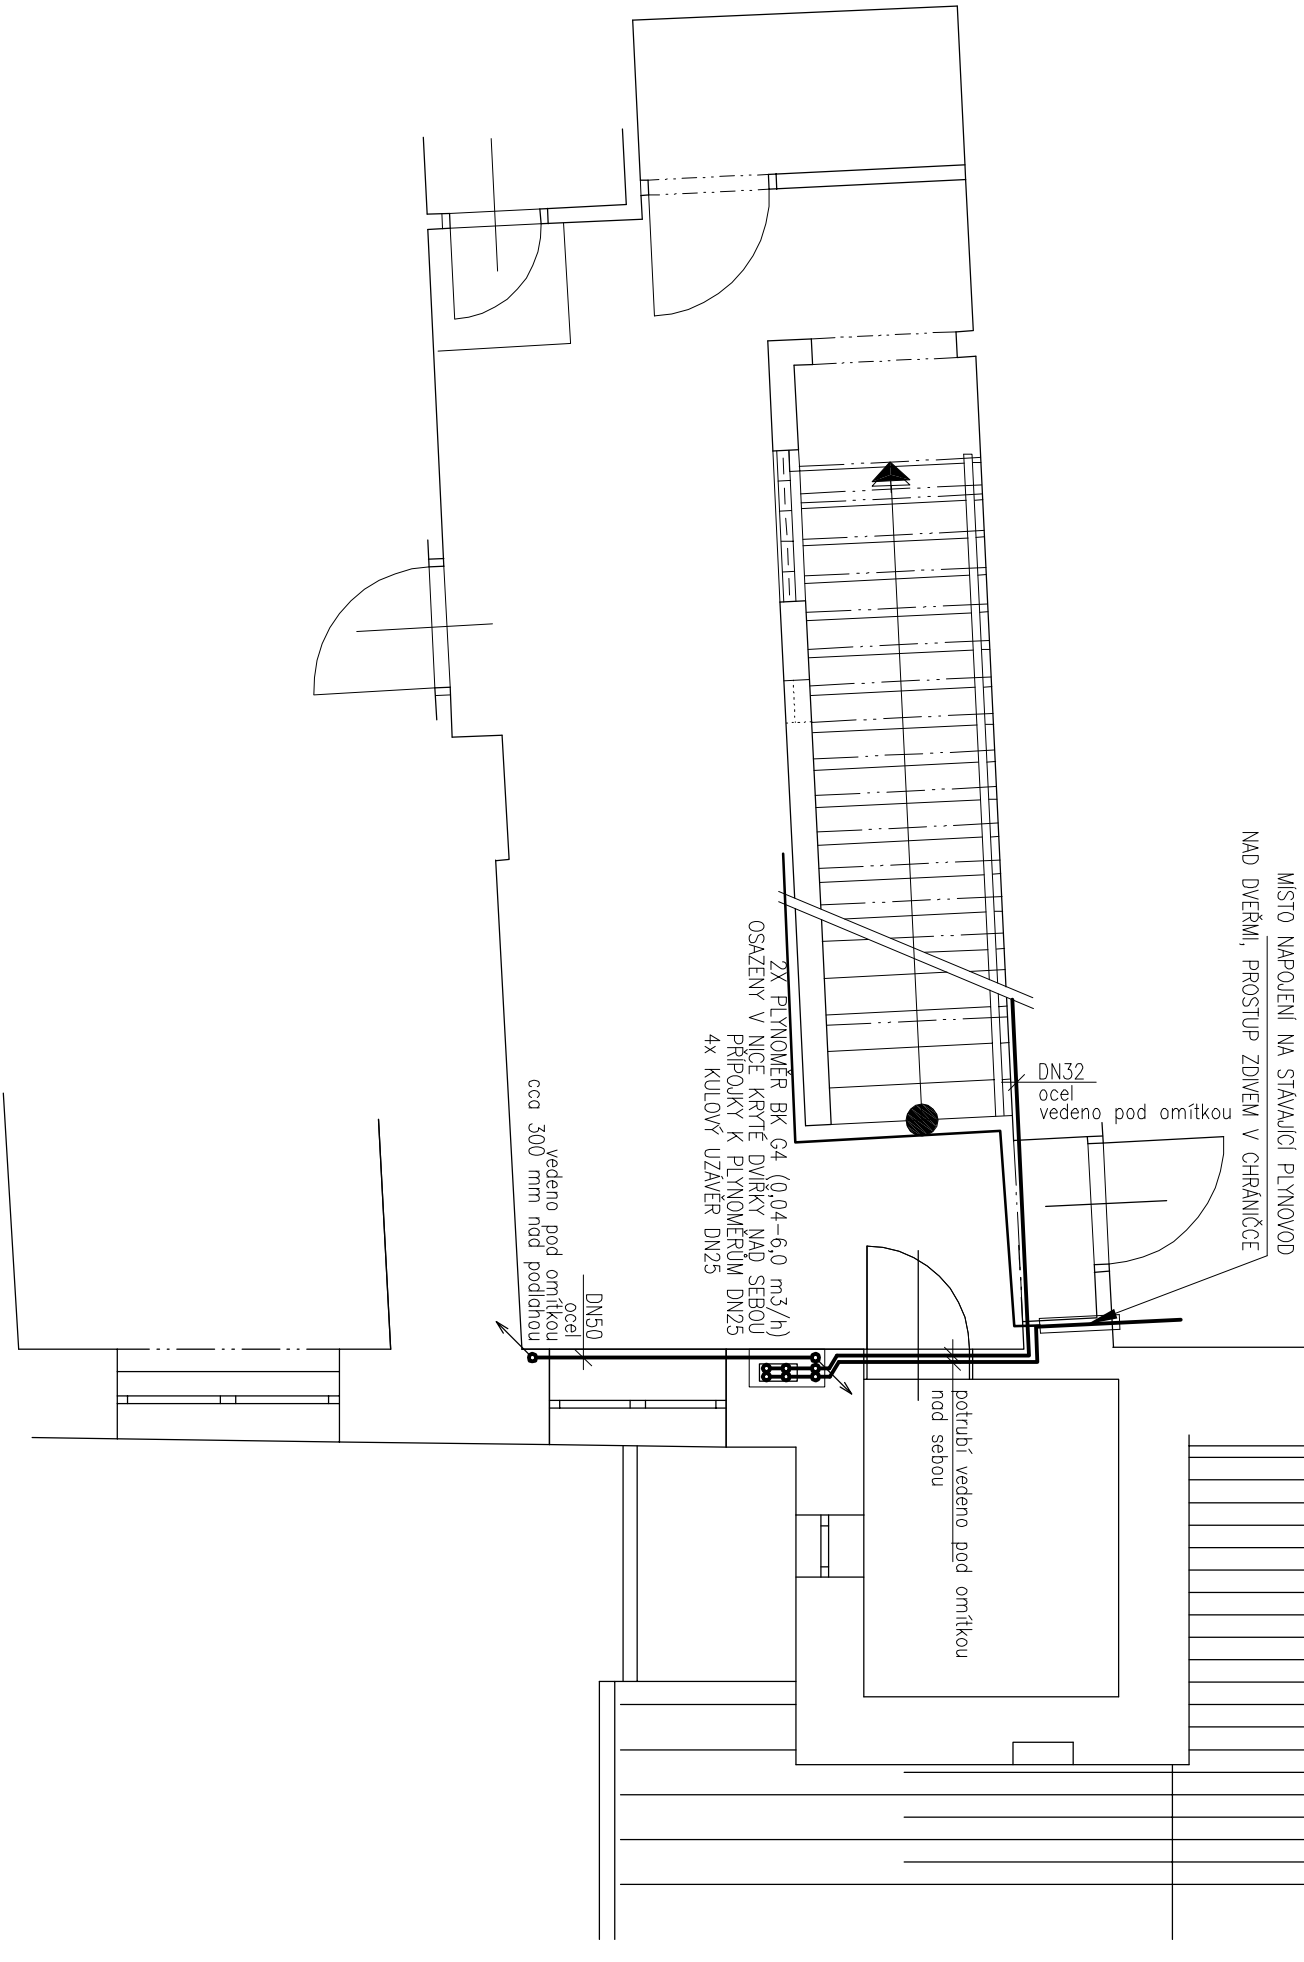 MÍSTO NAPOJENÍ NA STÁVAJÍCÍ PLYNOVOD
NAD DVEŘMI, PROSTUP ZDIVEM V CHRÁNIČCE
DN32
ocel
vedeno pod omítkou
2X PLYNOMĚR BK G4 (0,04-6,0 m3/h)
OSAZENY V NICE KRYTÉ DVÍŘKY NAD SEBOU
PŘÍPOJKY K PLYNOMĚRŮM DN25
4x KULOVÝ UZÁVĚR DN25
DN50
ocel
vedeno pod omítkou
cca 300 mm nad podlahou
potrubí vedeno pod omítkou
nad sebou